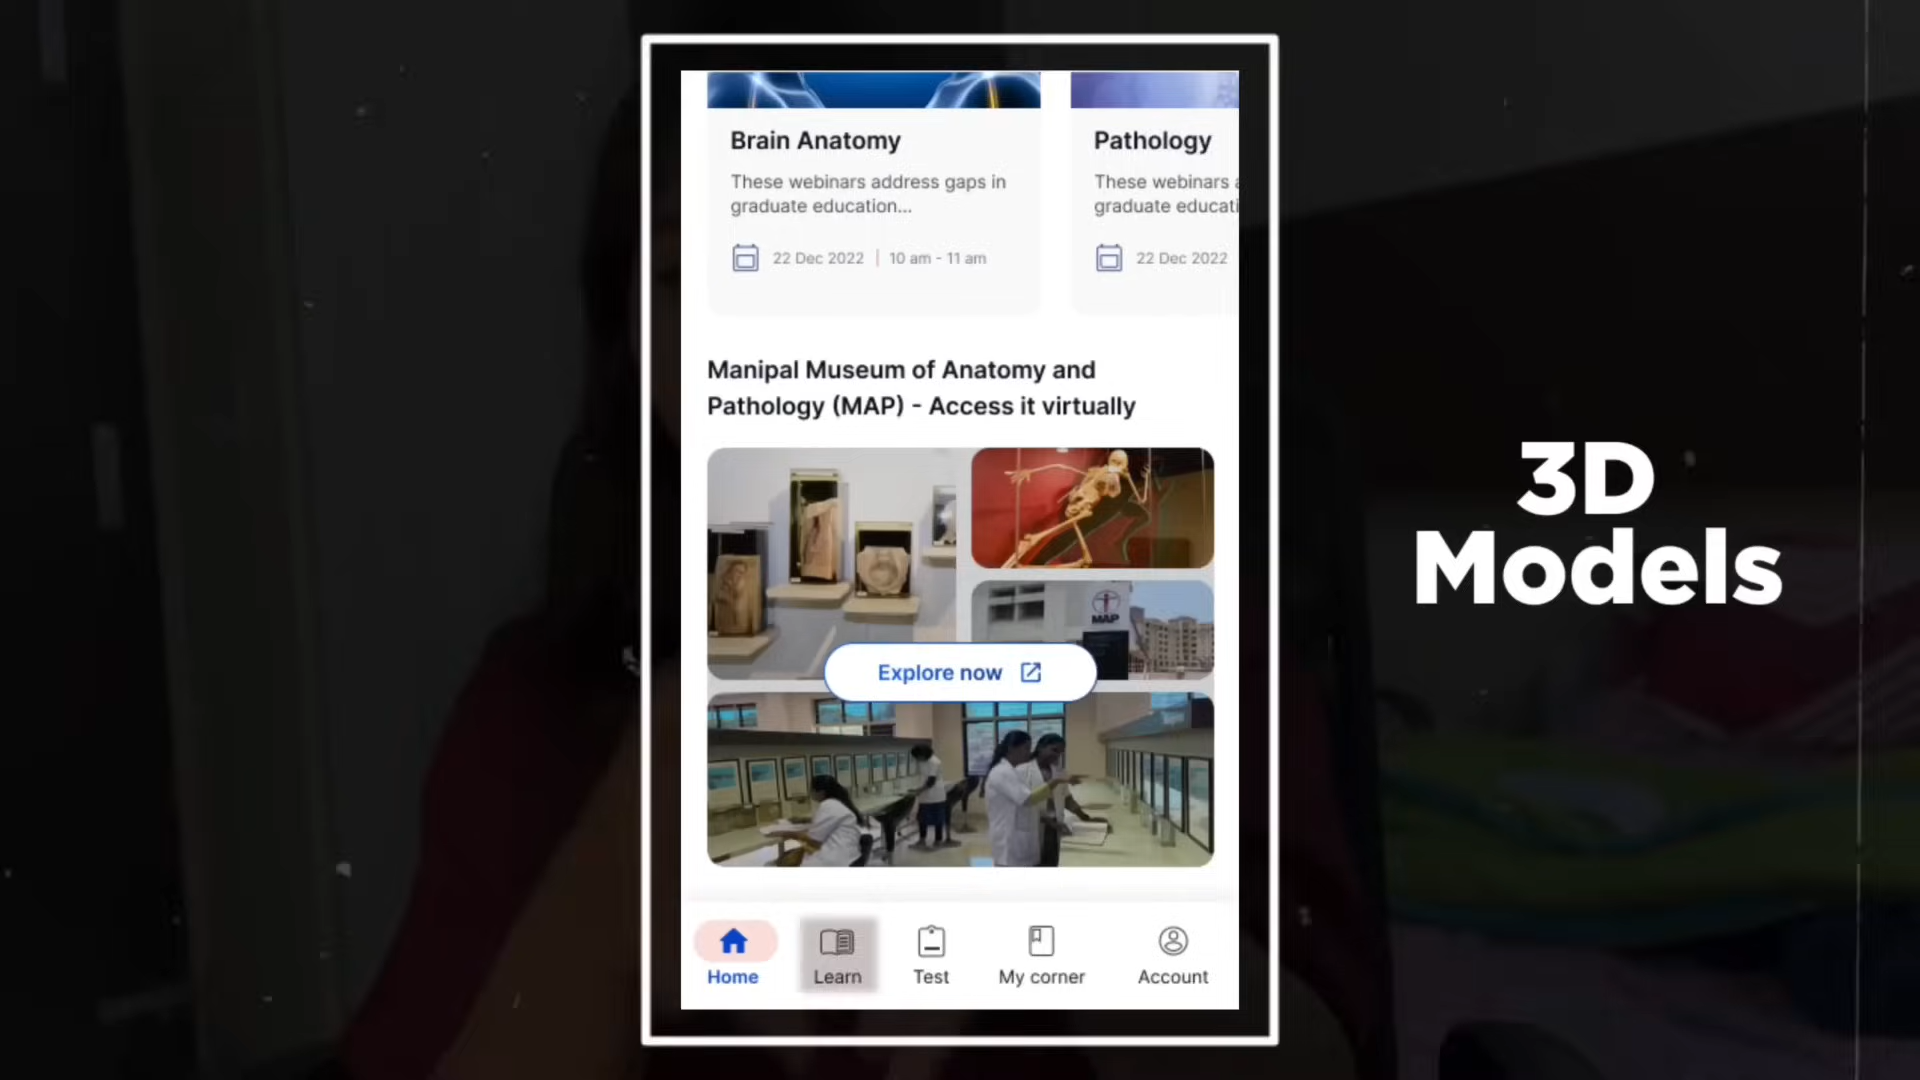 Brain Anatomy
These webinars address gaps in
graduate education...
22 Dec 2022 | 10 am - 11 am
Pathology
These webinars
graduate educati
22 Dec 2022
Manipal Museum of Anatomy and
Pathology (MAP) - Access it virtually
MAP
Explore now
Home
Learn
Test
My corner
Account
3D
Models